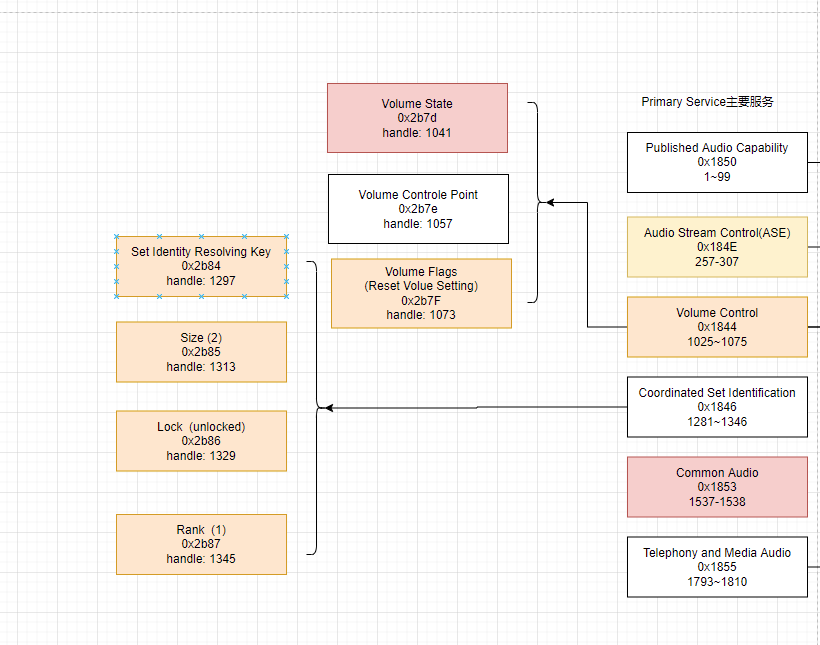 Volume State
0x2b7d
handle: 1041
Volume Controle Point
0x2b7e
handle: 1057
Volume Flags
(Reset Volue Setting)
0x2b7F
handle: 1073
Set Identity Resolving Key
0x2b84
handle: 1297
Size (2)
0x2b85
handle: 1313
Lock (unlocked)
0x2b86
handle: 1329
Rank (1)
0x2b87
handle: 1345
Primary Service主要服务
Published Audio Capability
0x1850
1~99
Audio Stream Control(ASE)
0x184E
257-307
Volume Control
0x1844
1025~1075
Coordinated Set Identification
0x1846
1281~1346
Common Audio
0x1853
1537-1538
Telephony and Media Audio
0x1855
1793~1810